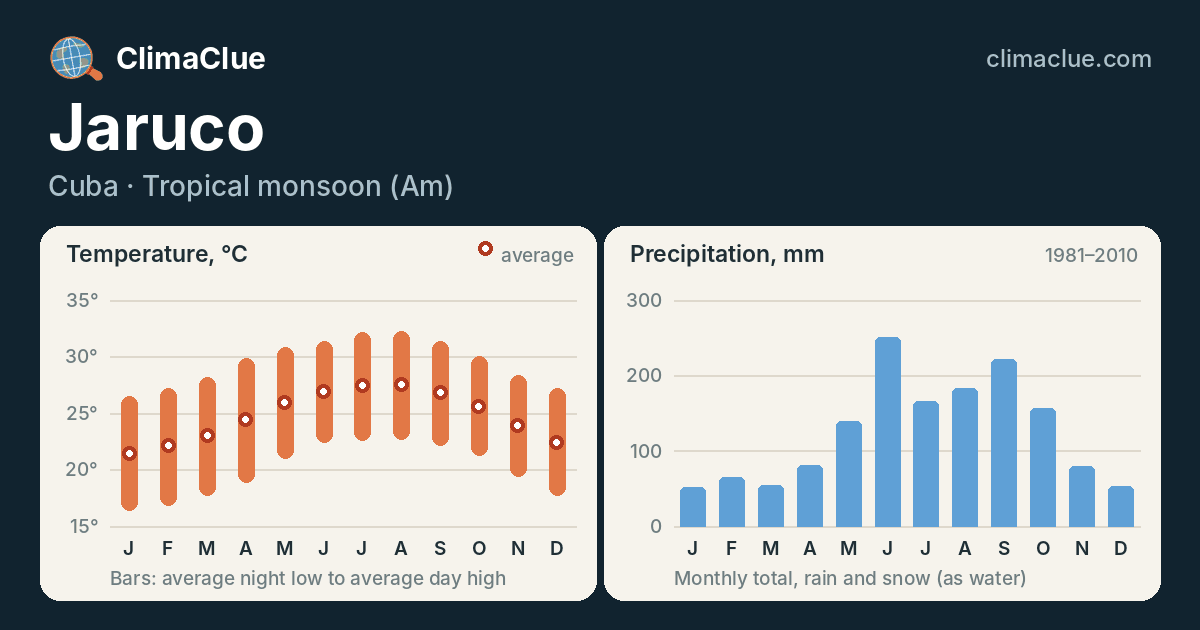 ClimaClue
climaclue.com
Jaruco
Cuba · Tropical monsoon (Am)
Temperature, °C
average
35°
30°
25°
20°
15°
J F M A M J J A S O N D
Bars: average night low to average day high
Precipitation, mm
1981–2010
300
200
100
0
J F M A M J J A S O N D
Monthly total, rain and snow (as water)